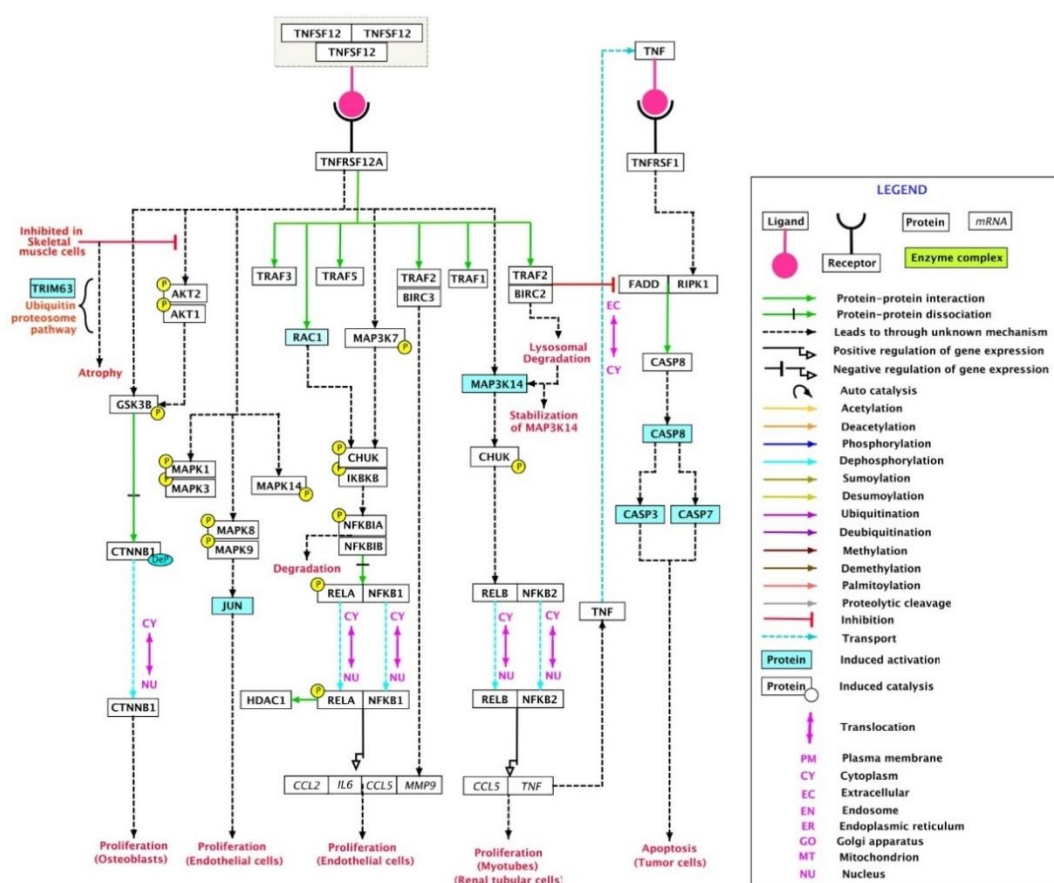 TNFSF12 TNFSF12
TNFSF12
TNF
TNFRSF12A
TNFRSF1
Inhibited in
Skeletal
muscle cells
TRIM63
Ubiquitin
proteosome
pathway
Atrophy
P
AKT2
P
AKT1
GSK3B
P
TRAF3
TRAF5
TRAF2
BIRC3
TRAF1
TRAF2
BIRC2
FADD
RIPK1
EC
CY
RAC1
MAP3K7
P
Lysosomal
Degradation
MAP3K14
Stabilization
of MAP3K14
CASP8
CASP8
CASP3
CASP7
P
MAPK1
P
MAPK3
MAPK14
P
P
CHUK
P
IKBKB
CHUK
P
P
MAPK8
P
MAPK9
P
NFKBIA
NFKBIB
Degradation
CTNNB1
DeP
JUN
P
RELA
NFKB1
RELB
NFKB2
TNF
CY
NU
CY
NU
CY
NU
CY
NU
CY
NU
CTNNB1
HDAC1
P
RELA
NFKB1
RELB
NFKB2
CCL2
IL6
CCL5
MMP9
CCL5
TNF
Proliferation
(Osteoblasts)
Proliferation
(Endothelial cells)
Proliferation
(Endothelial cells)
Proliferation
(Myotubes)
(Renal tubular cells)
Apoptosis
(Tumor cells)
LEGEND
Ligand
Receptor
Protein
mRNA
Enzyme complex
Protein-protein interaction
Protein-protein dissociation
Leads to through unknown mechanism
Positive regulation of gene expression
Negative regulation of gene expression
Auto catalysis
Acetylation
Deacetylation
Phosphorylation
Dephosphorylation
Sumoylation
Desumoylation
Ubiquitination
Deubiquitination
Methylation
Demethylation
Palmitoylation
Proteolytic cleavage
Inhibition
Transport
Protein Induced activation
Protein Induced catalysis
Translocation
PM Plasma membrane
CY Cytoplasm
EC Extracellular
EN Endosome
ER Endoplasmic reticulum
GO Golgi apparatus
MT Mitochondrion
NU Nucleus